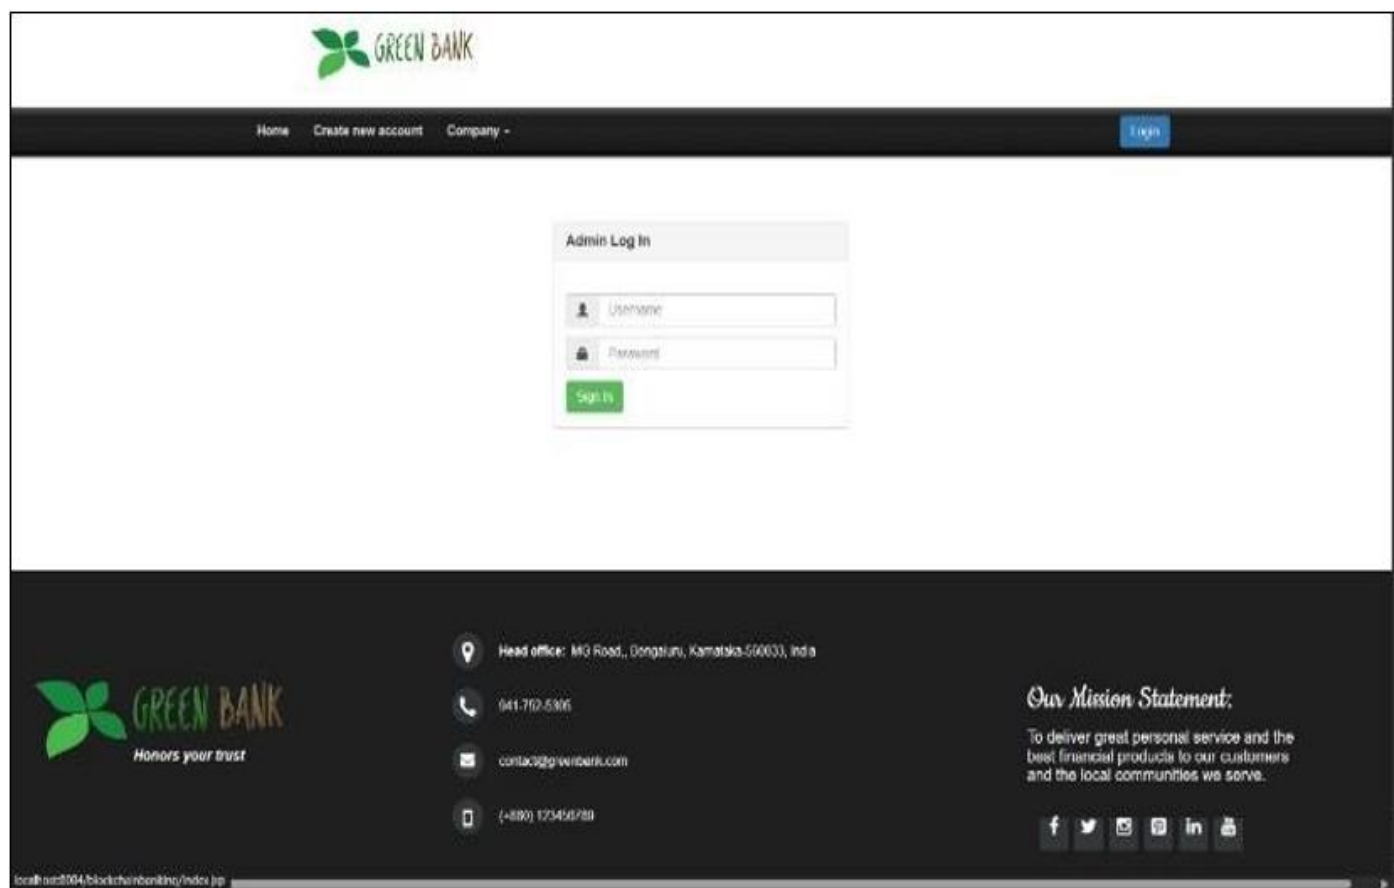 GREEN BANK
Home Create new account Company
Login
Admin Log In
Username
Password
Sign In
GREEN BANK
Honors your trust
Head office: MG Road,, Bengaluru, Karnataka-560033, India
941-752-5305
contact@greenbank.com
(+880) 123456789
Our Mission Statement:
To deliver great personal service and the
best financial products to our customers
and the local communities we serve.
/blockchainbanking/index.jsp